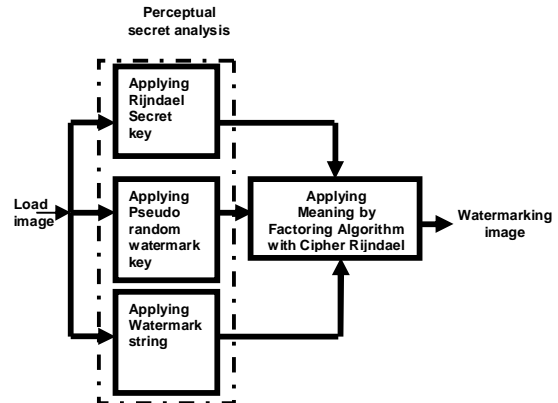 Perceptual
secret analysis
Applying
Rijndael
Secret
key
Load
image
Applying
Pseudo
random
watermark
key
Applying
Meaning by
Factoring Algorithm
with Cipher Rijndael
Watermarking
image
Applying
Watermark
string